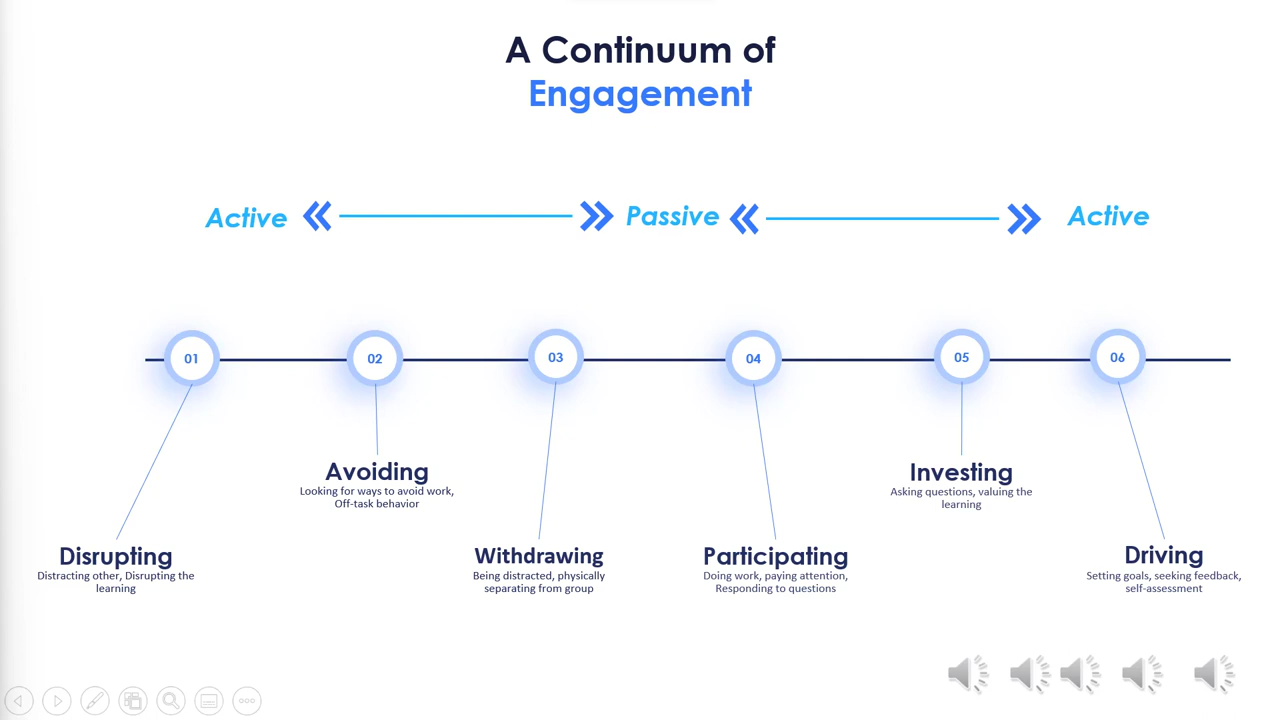 A Continuum of
Engagement
Active
Passive
Active
01
02
03
04
05
06
Avoiding
Looking for ways to avoid work,
Off-task behavior
Investing
Asking questions, valuing the
learning
Disrupting
Distracting other, Disrupting the
learning
Withdrawing
Being distracted, physically
separating from group
Participating
Doing work, paying attention,
Responding to questions
Driving
Setting goals, seeking feedback,
self-assessment